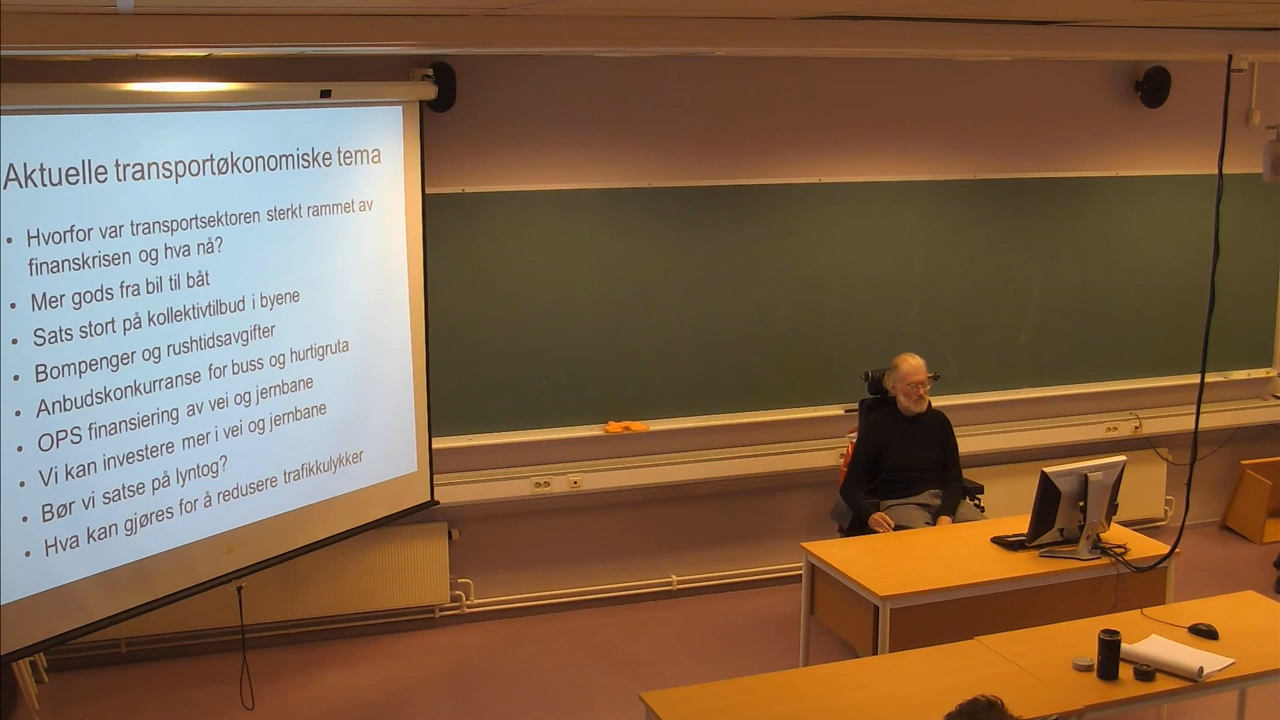 Aktuelle transportøkonomiske tema
• Hvorfor var transportsektoren sterkt rammet av
finanskrisen og hva nå?
• Mer gods fra bil til båt
• Sats stort på kollektivtilbud i byene
• Bompenger og rushtidsavgifter
• Anbudskonkurranse for buss og hurtigruta
• OPS finansiering av vei og jernbane
• Vi kan investere mer i vei og jernbane
• Bør vi satse på lyntog?
• Hva kan gjøres for å redusere trafikkulykker